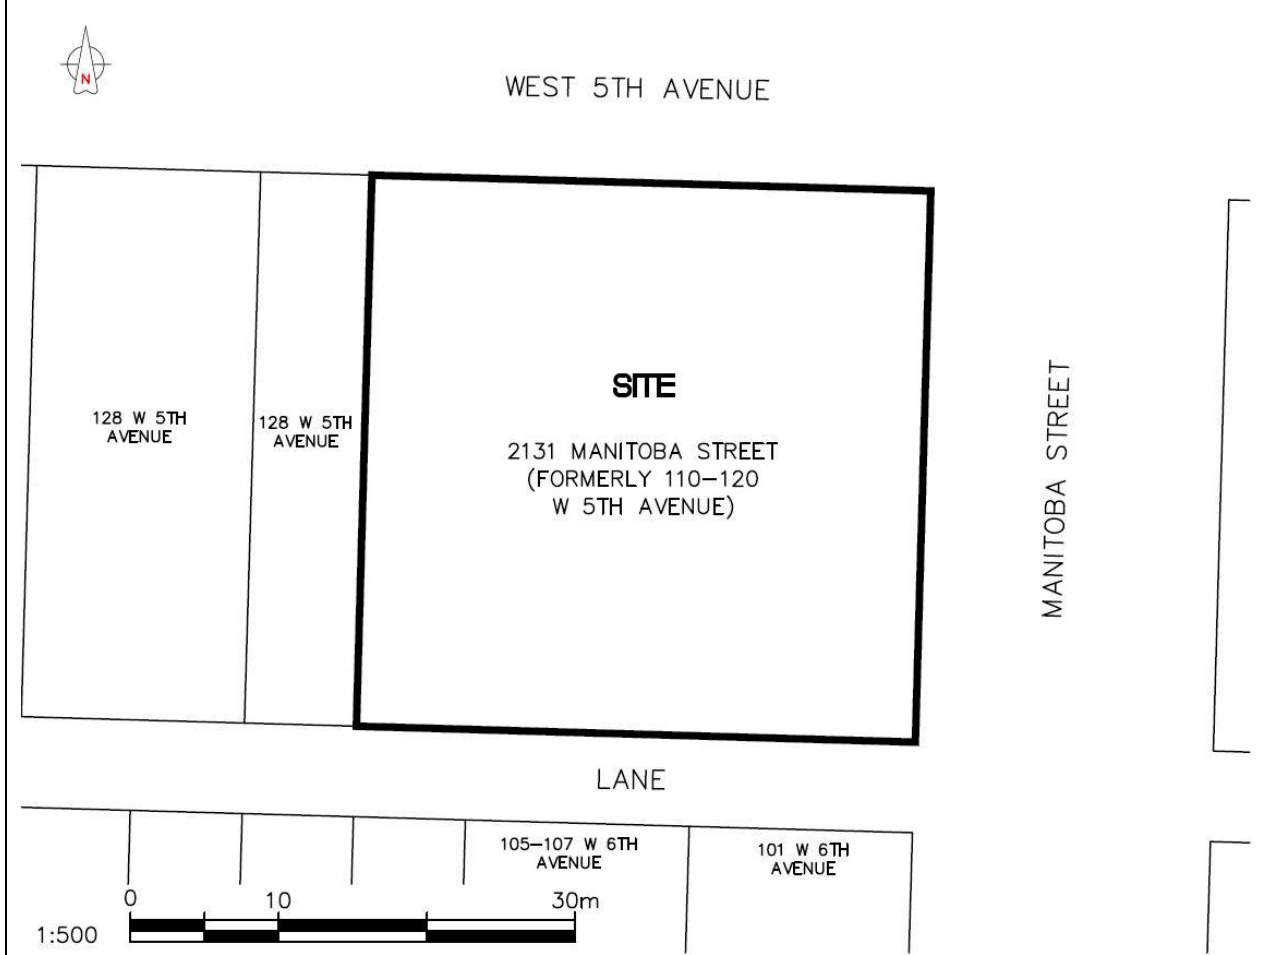 N
WEST 5TH AVENUE
SITE
2131 MANITOBA STREET
(FORMERLY 110–120
W 5TH AVENUE)
128 W 5TH
AVENUE
128 W 5TH
AVENUE
MANITOBA STREET
LANE
105–107 W 6TH
AVENUE
101 W 6TH
AVENUE
0 10 30m
1:500